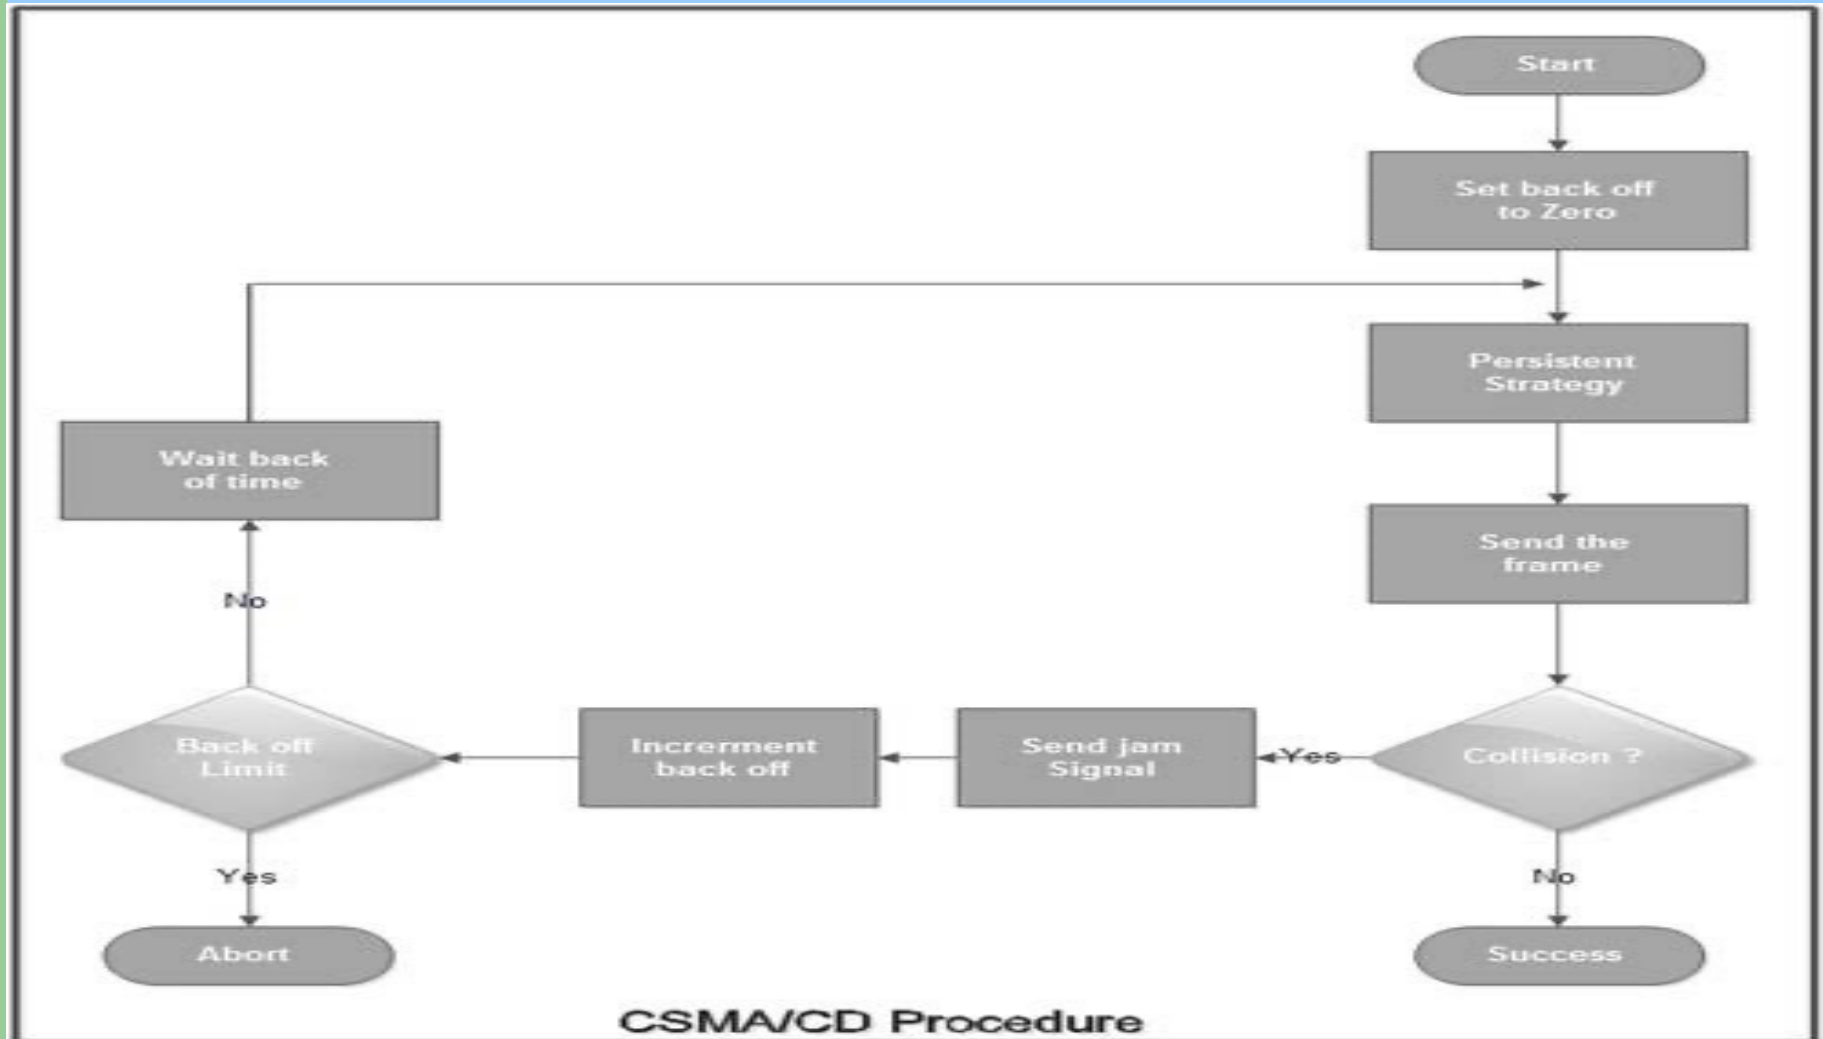 Start
Set back off
to Zero
Persistent
Strategy
Wait back
of time
Send the
frame
No
Back off
Limit
Increrment
back off
Send jam
Signal
Yes
Collision ?
Yes
No
Abort
Success
CSMA/CD Procedure